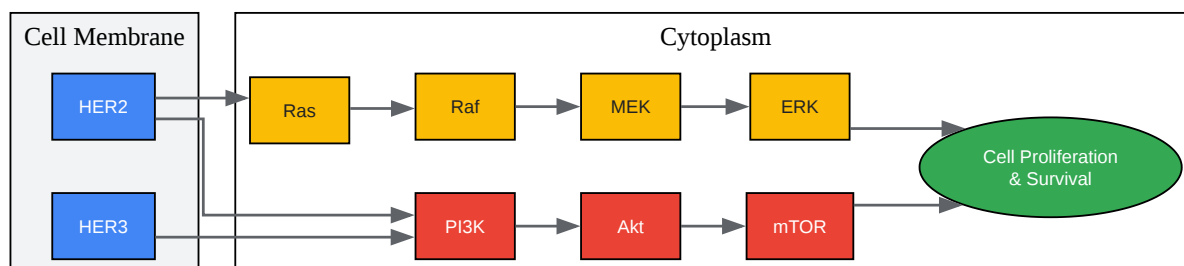 Cell Membrane
Cytoplasm
HER2
Ras
Raf
MEK
ERK
Cell Proliferation
& Survival
HER3
PI3K
Akt
mTOR